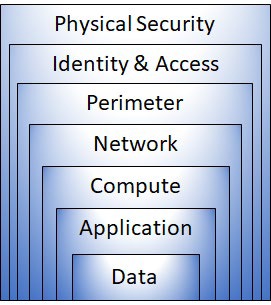 Physical Security
Identity & Access
Perimeter
Network
Compute
Application
Data